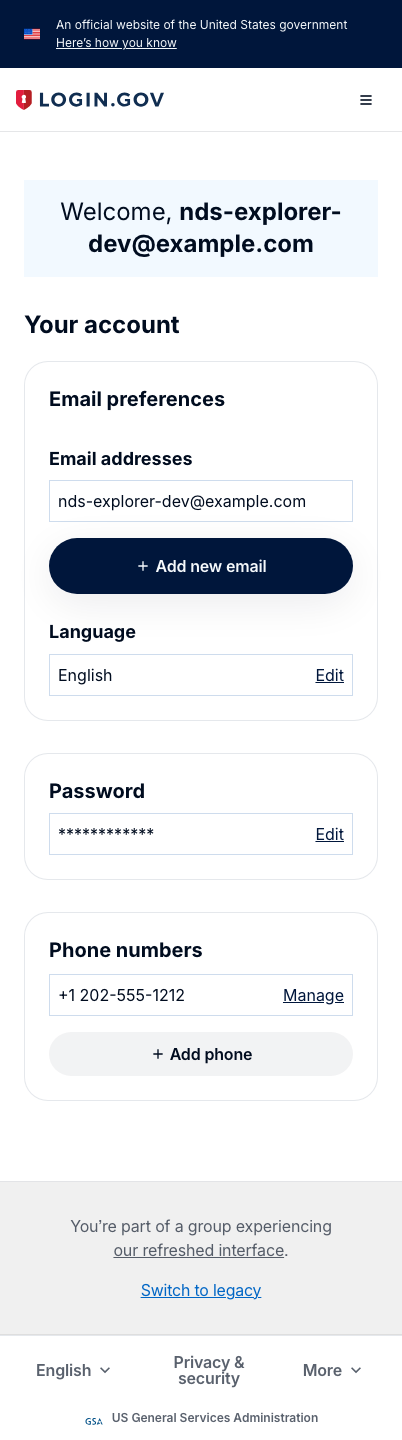 An official website of the United States government
Here’s how you know
LOGIN.GOV
Welcome, nds-explorer-
dev@example.com
Your account
Email preferences
Email addresses
nds-explorer-dev@example.com
+ Add new email
Language
English Edit
Password
************ Edit
Phone numbers
+1 202-555-1212 Manage
+ Add phone
You’re part of a group experiencing
our refreshed interface.
Switch to legacy
English
Privacy &
security
More
GSA US General Services Administration